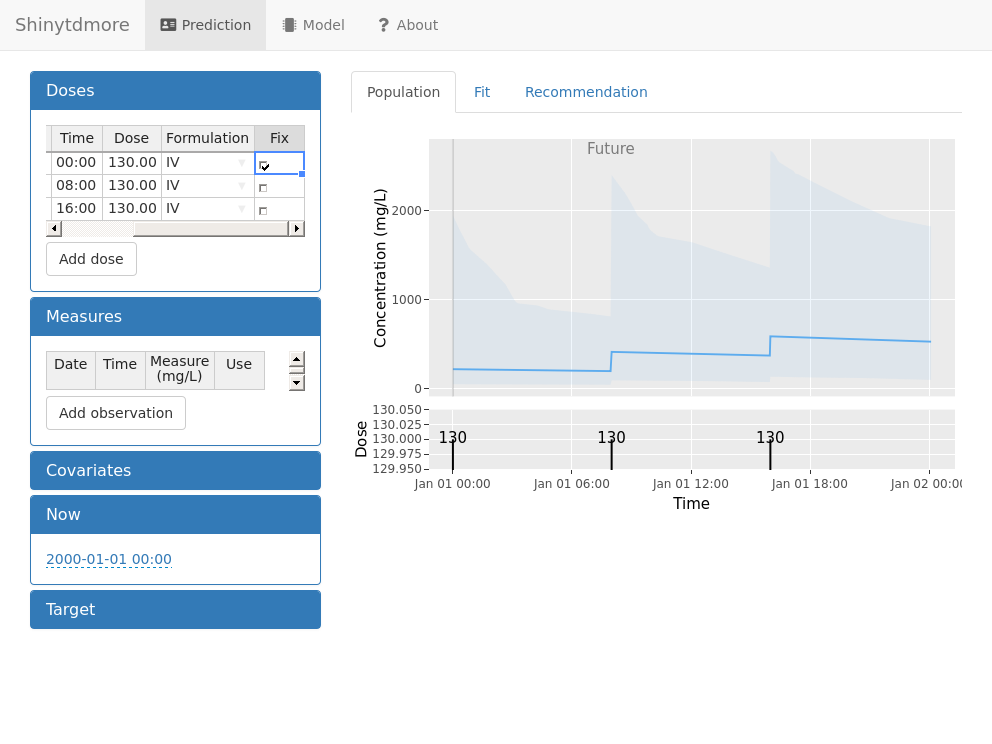 Shinytdmore Prediction Model ? About
Doses
Time Dose Formulation Fix
00:00 130.00 IV
08:00 130.00 IV
16:00 130.00 IV
Add dose
Measures
Date Time Measure (mg/L) Use
Add observation
Covariates
Now
2000-01-01 00:00
Target
Population Fit Recommendation
Future
Concentration (mg/L)
2000
1000
0
Dose
130.050
130.025
130.000
129.975
129.950
130 130 130
Jan 01 00:00 Jan 01 06:00 Jan 01 12:00 Jan 01 18:00 Jan 02 00:00
Time